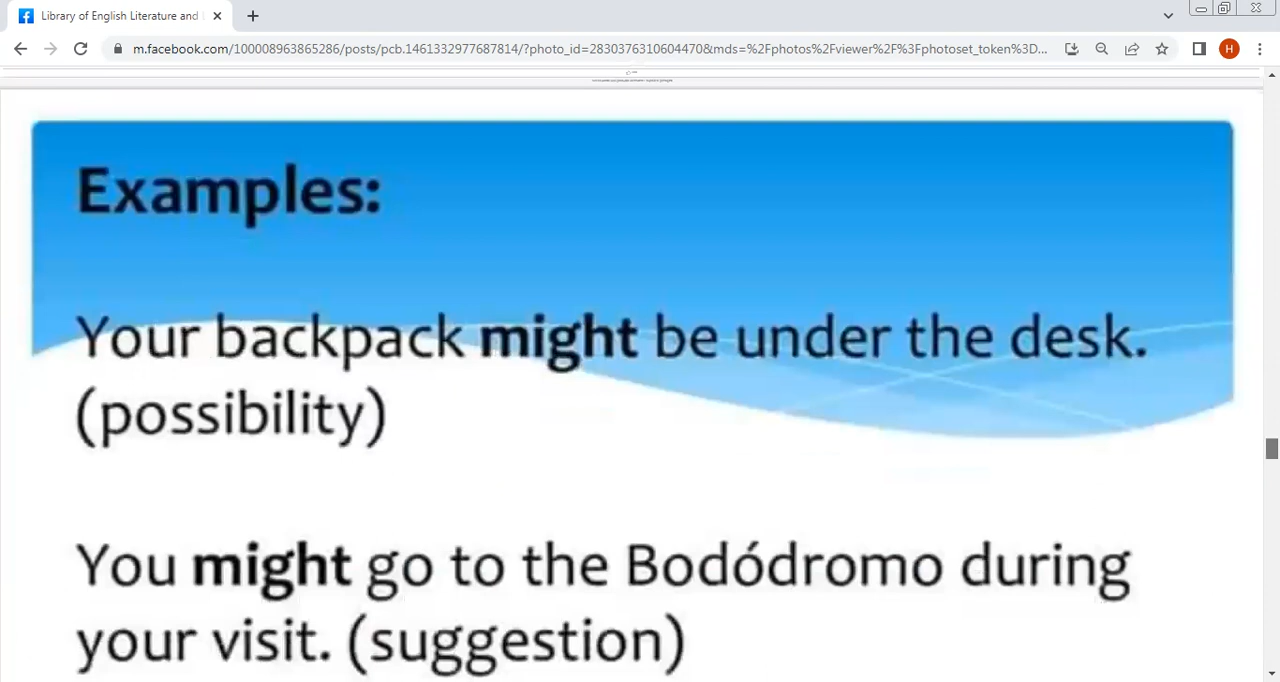 Library of English Literature and
m.facebook.com/100008963865286/posts/pcb.1461332977687814/?photo_id=2830376310604470&mds=%2Fphotos%2Fviewer%2F%3Fphotoset_token%3D...
H
Examples:
Your backpack might be under the desk.
(possibility)
You might go to the Bodódromo during
your visit. (suggestion)